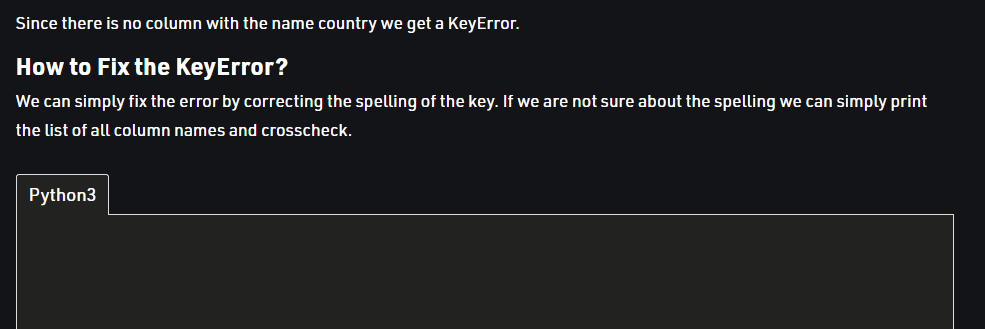 Since there is no column with the name country we get a KeyError.
How to Fix the KeyError?
We can simply fix the error by correcting the spelling of the key. If we are not sure about the spelling we can simply print
the list of all column names and crosscheck.
Python3